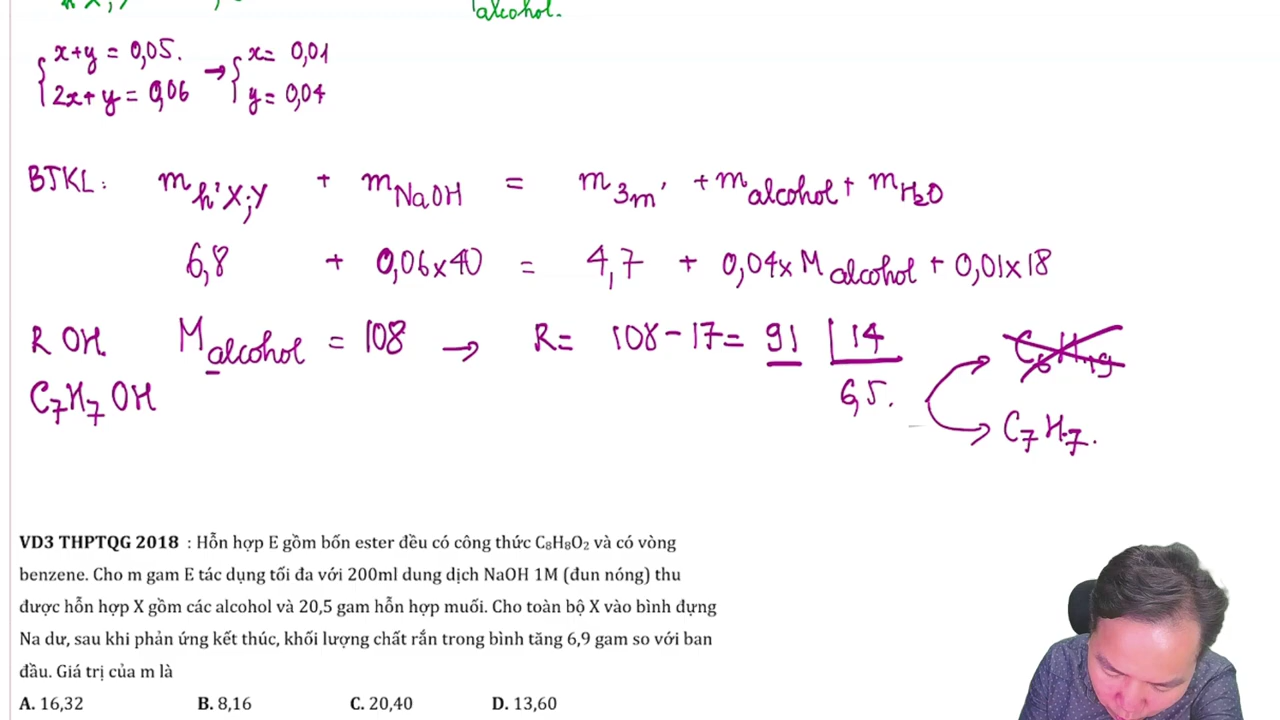 alcohol.
x+y = 0,05. → x= 0,01
2x+y = 0,06 y= 0,04
BTKL: m h² X;Y + m NaOH = m 3m' + m alcohol + m H₂O
6,8 + 0,06x40 = 4,7 + 0,04x M alcohol + 0,01x18
R OH M alcohol = 108 → R= 108-17= 91 | 14 C₆H₁₉
C₇H₇ OH 6,5. C₇H₇.
VD3 THPTQG 2018 : Hỗn hợp E gồm bốn ester đều có công thức C₈H₈O₂ và có vòng
benzene. Cho m gam E tác dụng tối đa với 200ml dung dịch NaOH 1M (đun nóng) thu
được hỗn hợp X gồm các alcohol và 20,5 gam hỗn hợp muối. Cho toàn bộ X vào bình đựng
Na dư, sau khi phản ứng kết thúc, khối lượng chất rắn trong bình tăng 6,9 gam so với ban
đầu. Giá trị của m là
A. 16,32 B. 8,16 C. 20,40 D. 13,60